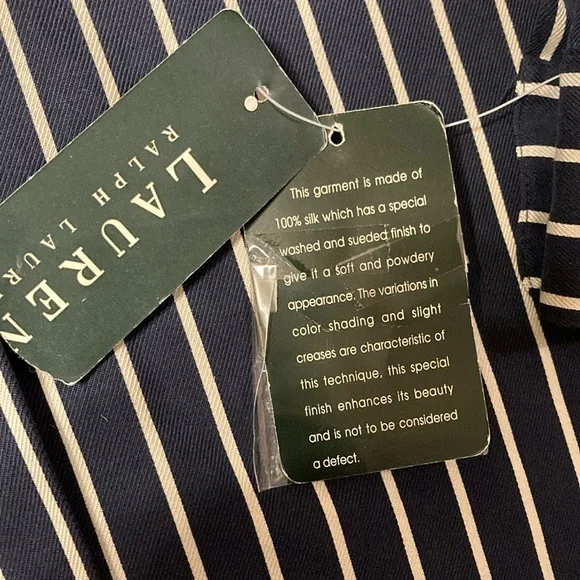 LAUREN
RALPH LAUREN
This garment is made of
100% silk which has a special
washed and sueded finish to
give it a soft and powdery
appearance. The variations in
color shading and slight
creases are characteristic of
this technique, this special
finish enhances its beauty
and is not to be considered
a defect.